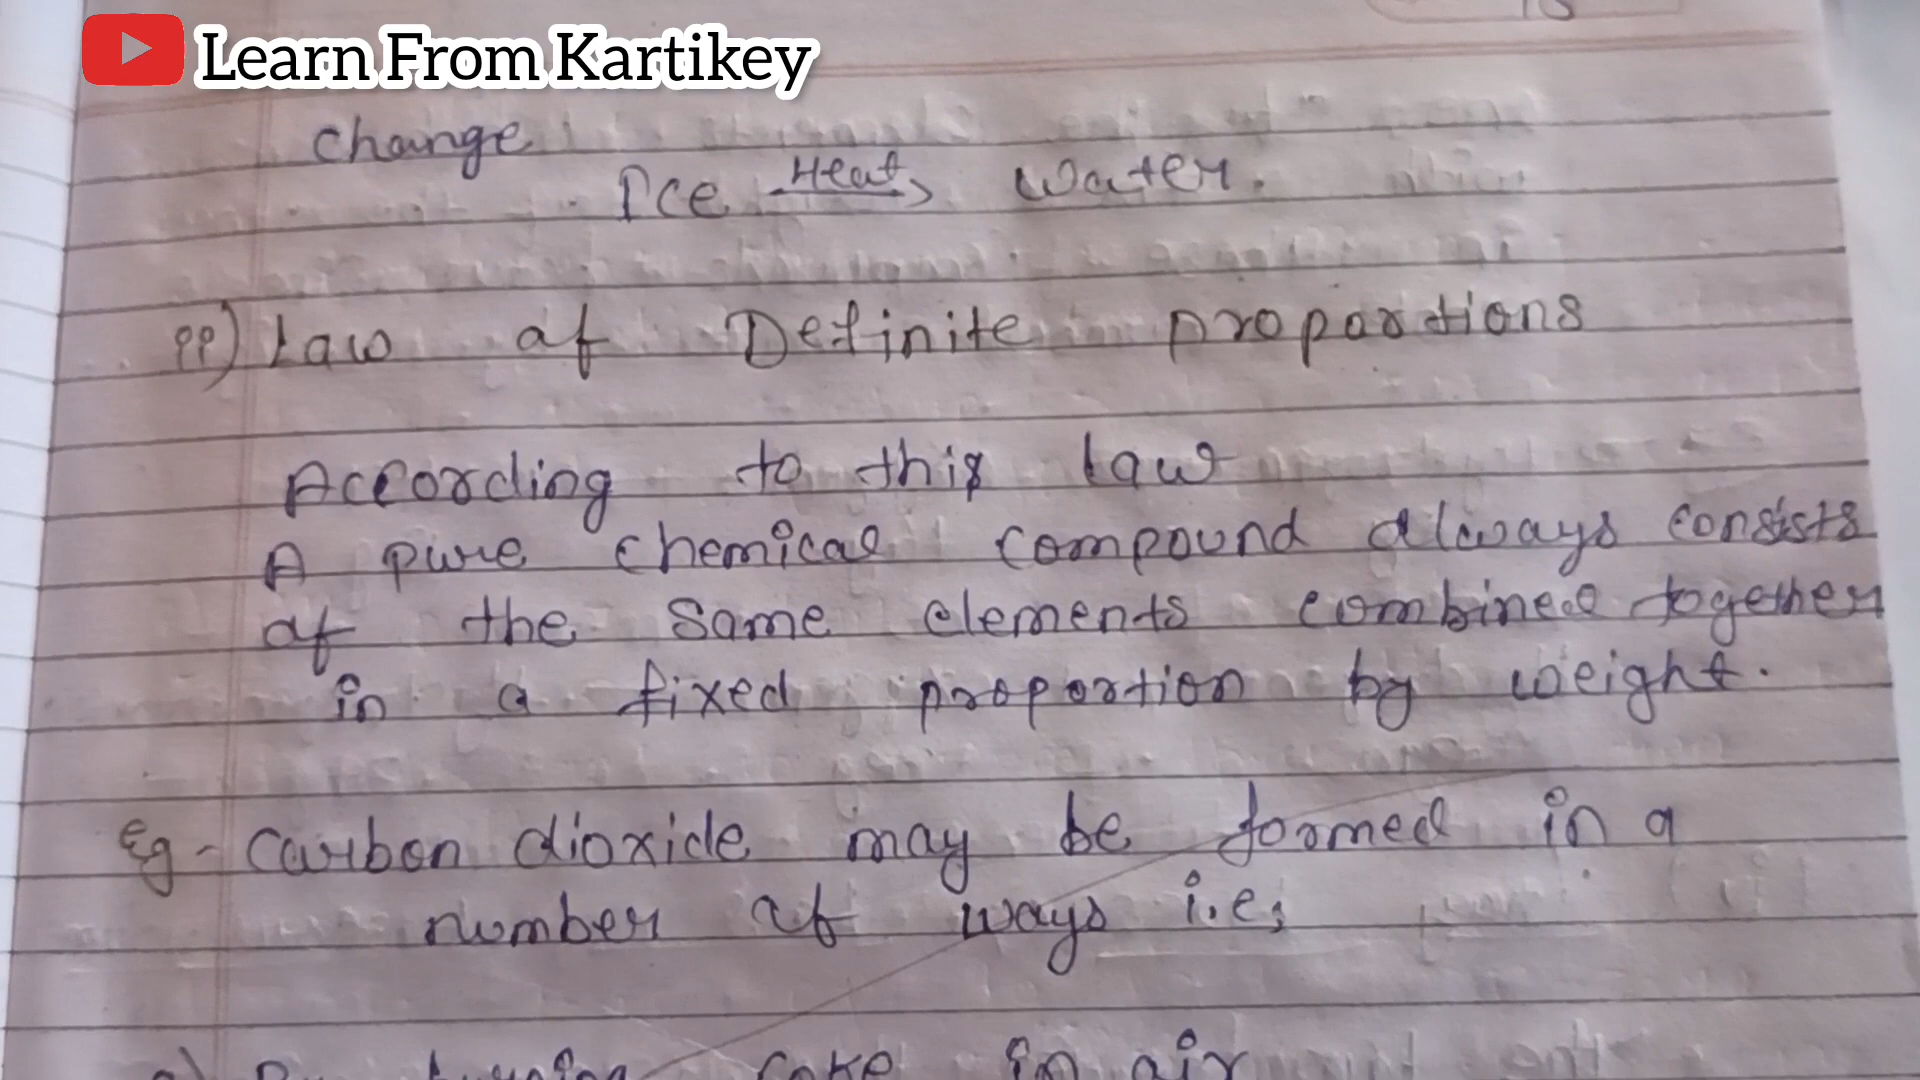 Learn From Kartikey
change
Ice Heat → Water.
ii) Law of Definite proportions
According to this law
A pure chemical compound always consists
of the same elements combined together
in a fixed proportion by weight.
Eg - Carbon dioxide may be formed in a
number of ways i.e;
a) By burning coke in air